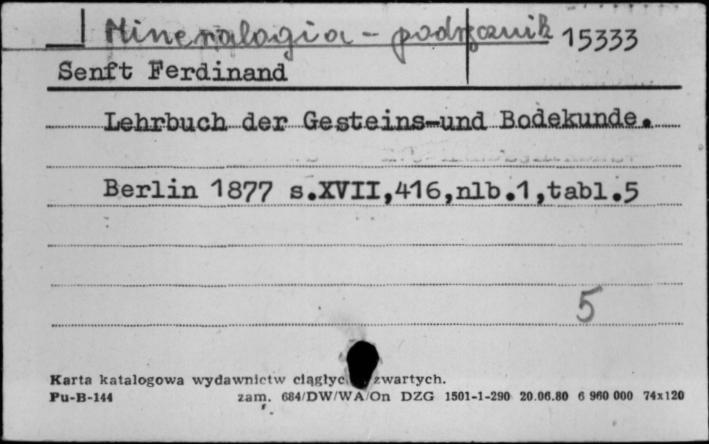 Mineralogia - podręcznik 15333
Senft Ferdinand
Lehrbuch der Gesteins-und Bodekunde.
Berlin 1877 s.XVII,416,nlb.1,tabl.5
5
Karta katalogowa wydawnictw zwartych.
Pu-B-144 zam. 684/DW/WA/On DZG 1501-1-290 20.06.80 6 960 000 74x120